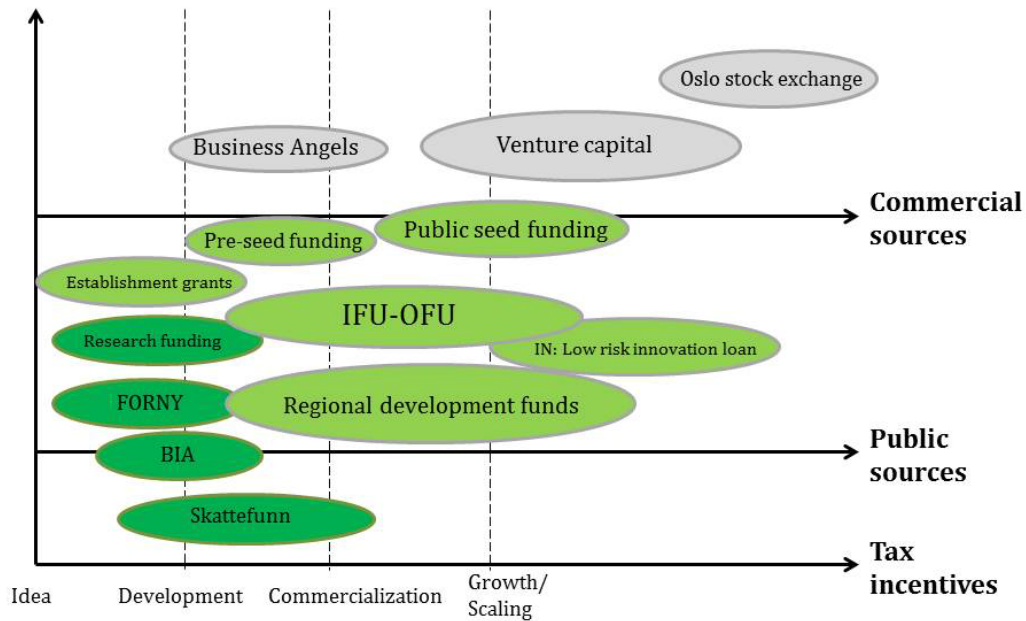 Oslo stock exchange
Business Angels
Venture capital
Commercial
sources
Pre-seed funding
Public seed funding
Establishment grants
IFU-OFU
Research funding
IN: Low risk innovation loan
FORNY
Regional development funds
BIA
Public
sources
Skattefunn
Tax
incentives
Idea
Development
Commercialization
Growth/
Scaling